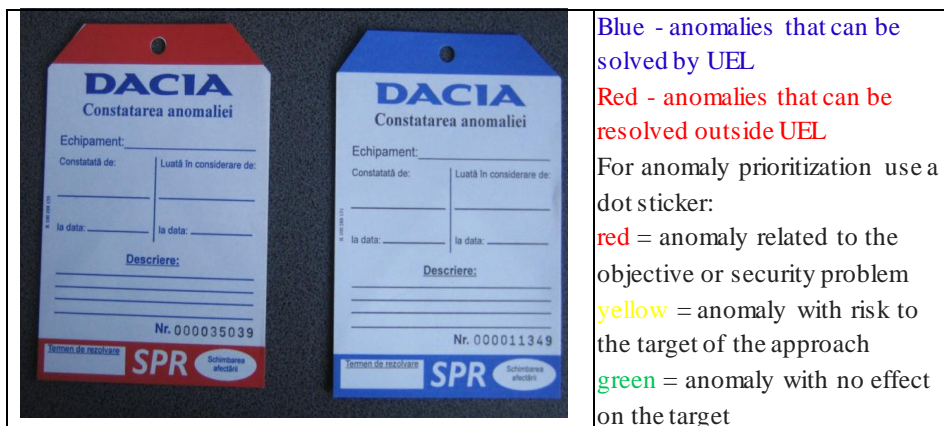 DACIA
Constatarea anomaliei
Echipament:
Constatată de:
Luată în considerare de:
la data:
la data:
Descriere:
Nr. 000035039
Termen de rezolvare
SPR
Schimbarea
afectării
DACIA
Constatarea anomaliei
Echipament:
Constatată de:
Luată în considerare de:
la data:
la data:
Descriere:
Nr. 000011349
Termen de rezolvare
SPR
Schimbarea
afectării
Blue - anomalies that can be
solved by UEL
Red - anomalies that can be
resolved outside UEL
For anomaly prioritization use a
dot sticker:
red = anomaly related to the
objective or security problem
yellow = anomaly with risk to
the target of the approach
green = anomaly with no effect
on the target